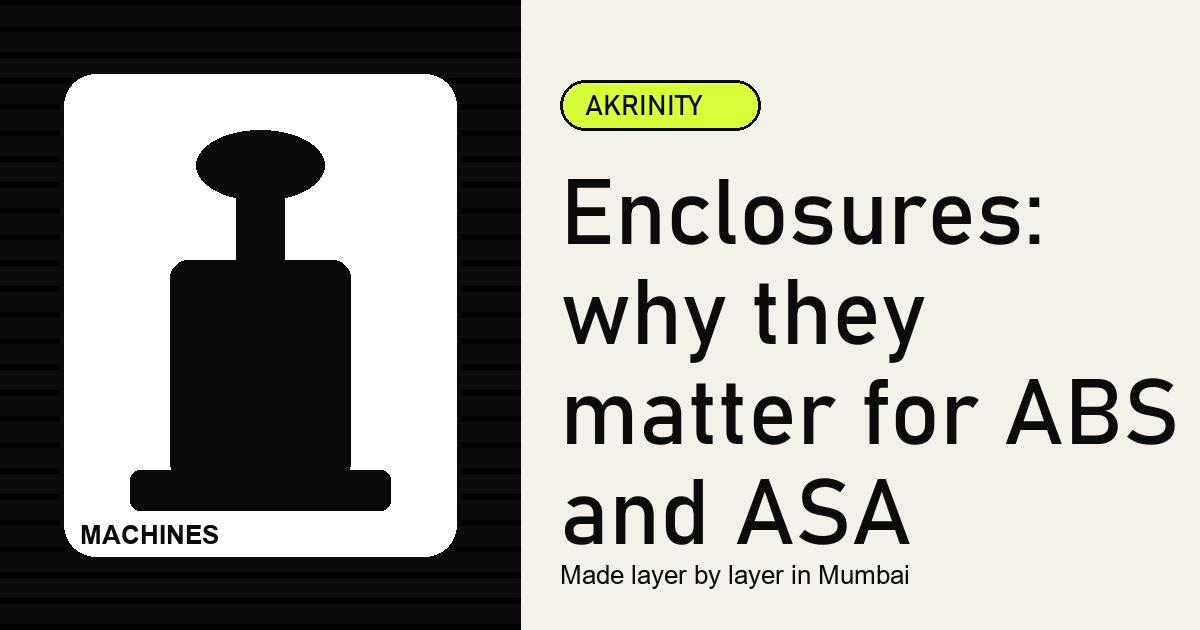 MACHINES
AKRINITY
Enclosures:
why they
matter for ABS
and ASA
Made layer by layer in Mumbai